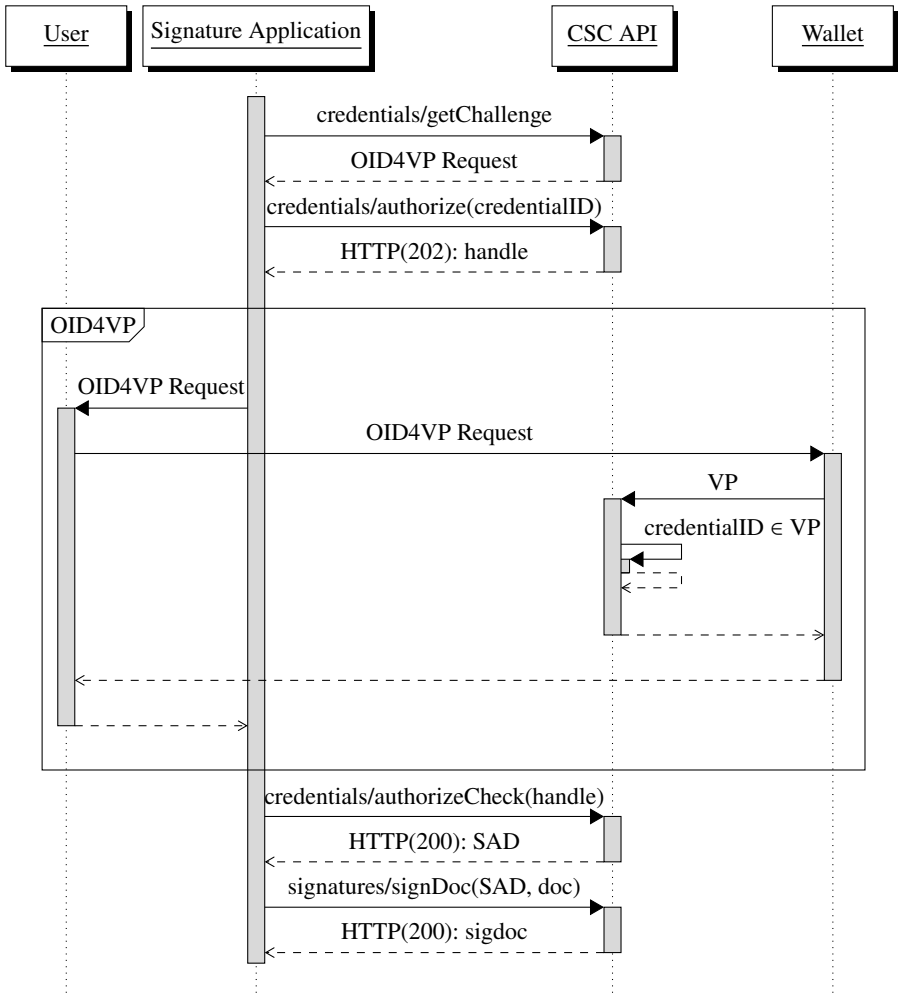 User
Signature Application
CSC API
Wallet
credentials/getChallenge
OID4VP Request
credentials/authorize(credentialID)
HTTP(202): handle
OID4VP
OID4VP Request
OID4VP Request
VP
credentialID ∈ VP
credentials/authorizeCheck(handle)
HTTP(200): SAD
signatures/signDoc(SAD, doc)
HTTP(200): sigdoc